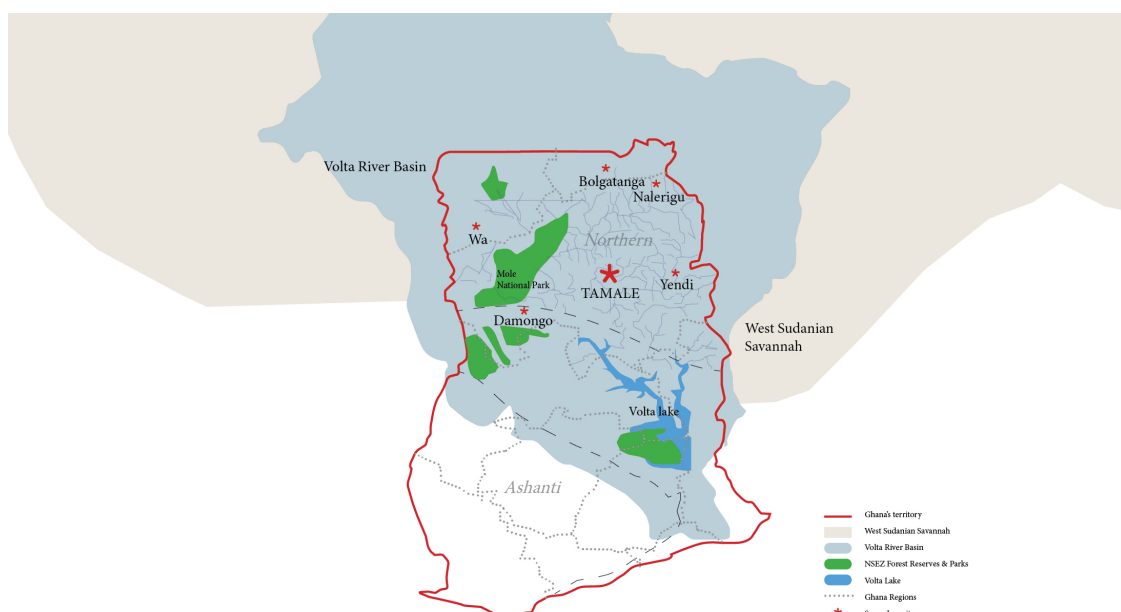 Volta River Basin
Bolgatanga
Nalerigu
Wa
Northern
Mole
National Park
TAMALE
Yendi
Damongo
West Sudanian
Savannah
Volta lake
Ashanti
Ghana's territory
West Sudanian Savannah
Volta River Basin
NSEZ Forest Reserves & Parks
Volta Lake
Ghana Regions